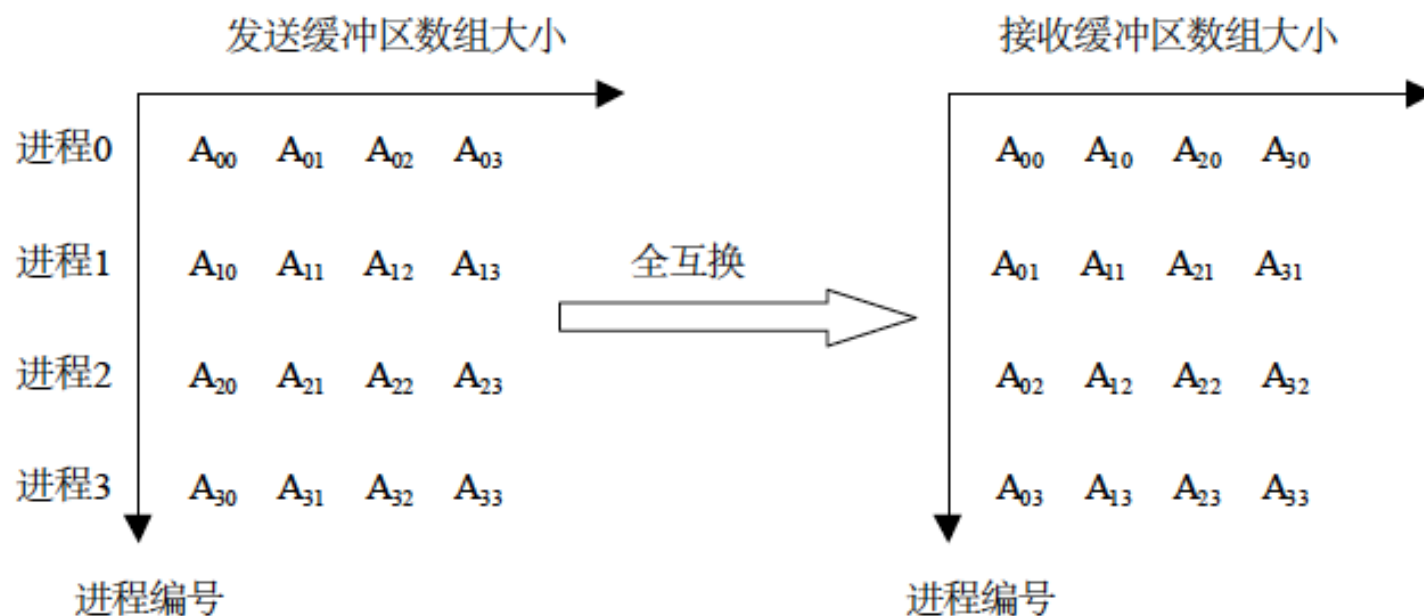 发送缓冲区数组大小 接收缓冲区数组大小
进程0 A00 A01 A02 A03 A00 A10 A20 A30
进程1 A10 A11 A12 A13 全互换 A01 A11 A21 A31
进程2 A20 A21 A22 A23 A02 A12 A22 A32
进程3 A30 A31 A32 A33 A03 A13 A23 A33
进程编号 进程编号